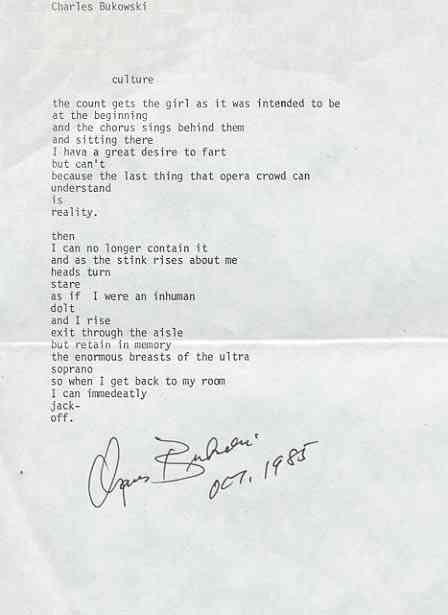 Charles Bukowski
culture
the count gets the girl as it was intended to be
at the beginning
and the chorus sings behind them
and sitting there
I hava a great desire to fart
but can't
because the last thing that opera crowd can
understand
is
reality.
then
I can no longer contain it
and as the stink rises about me
heads turn
stare
as if I were an inhuman
dolt
and I rise
exit through the aisle
but retain in memory
the enormous breasts of the ultra
soprano
so when I get back to my room
I can immedeatly
jack-
off.
Charles Bukowski
OCT. 1985